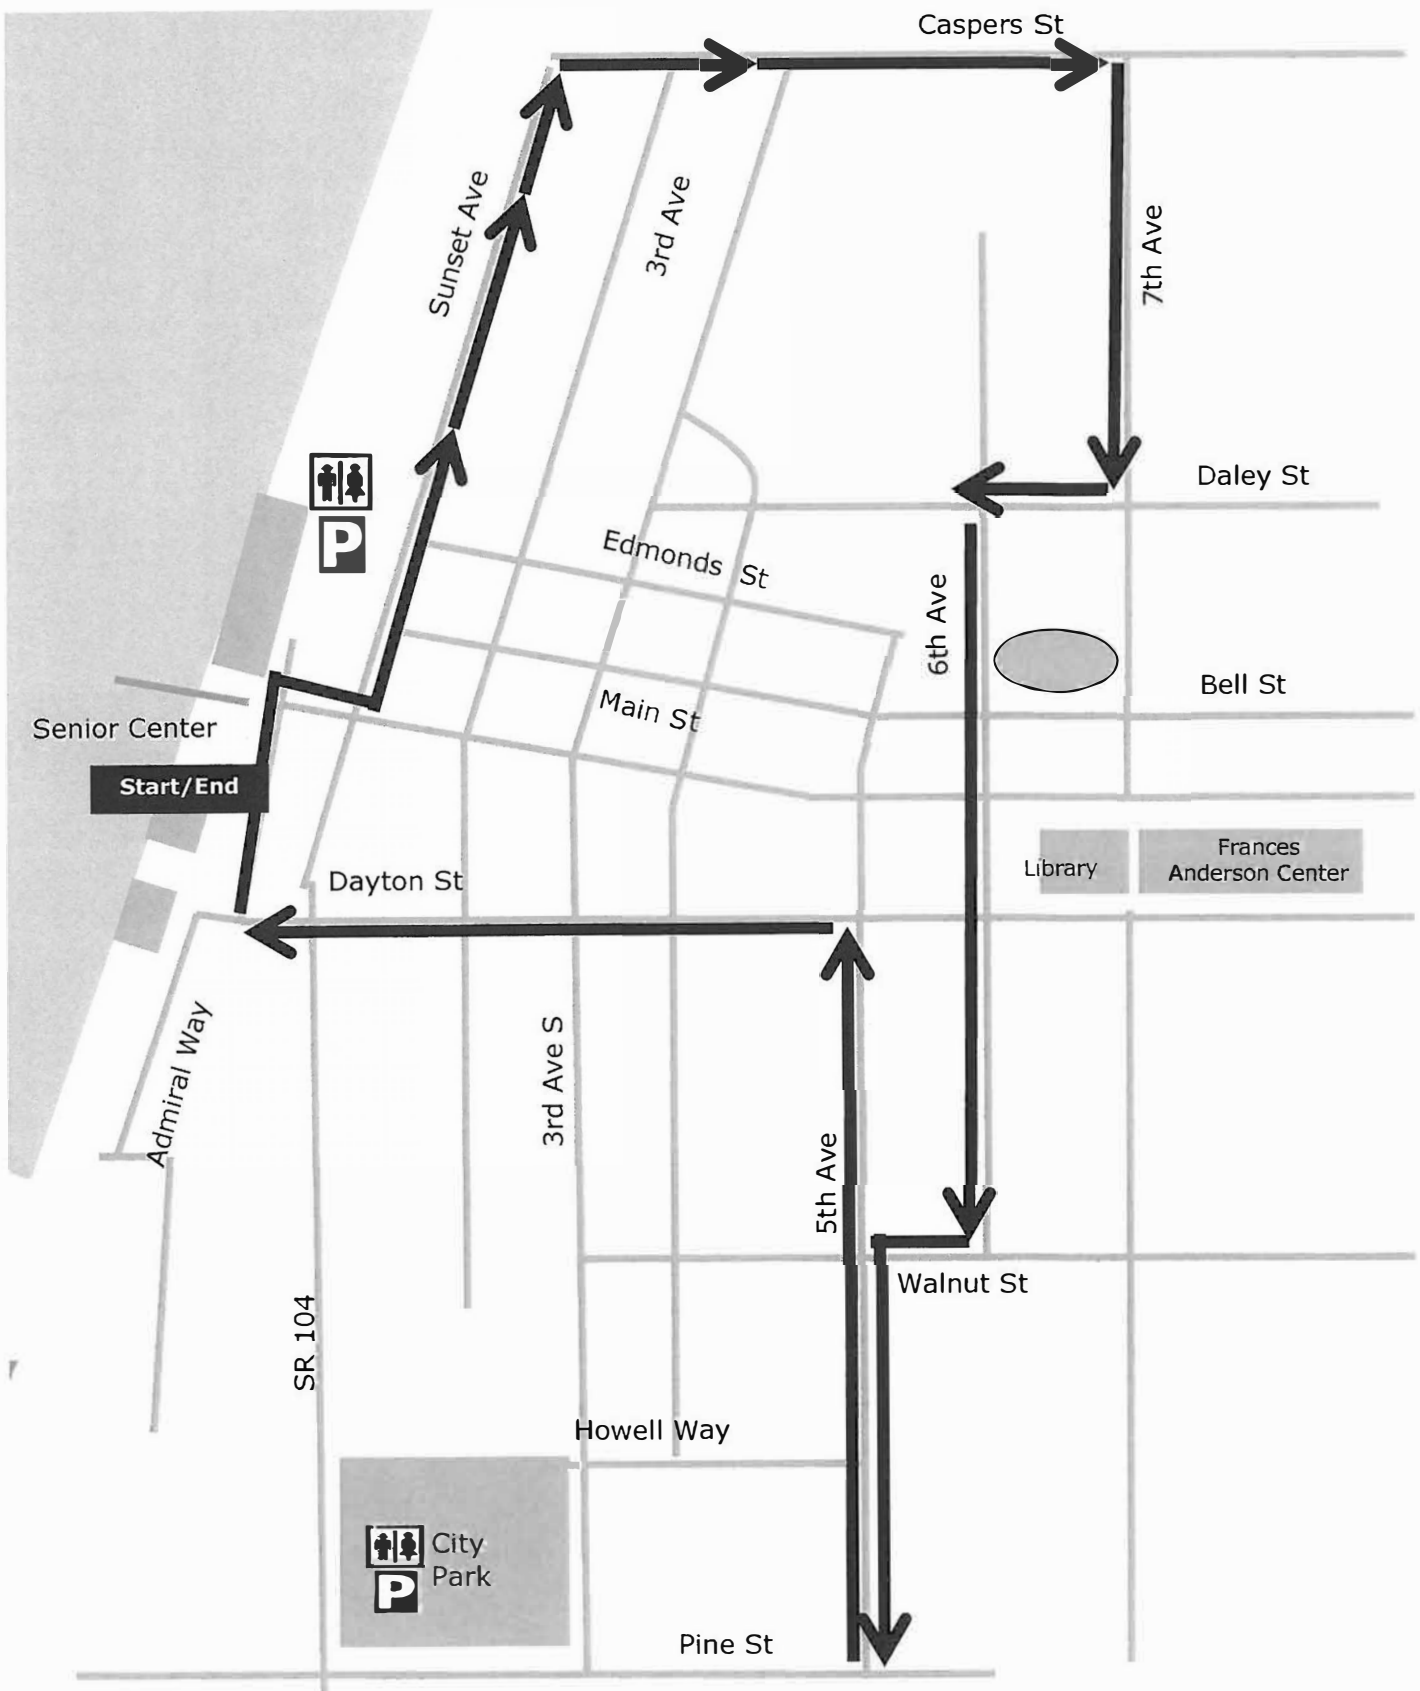 Caspers St
Sunset Ave
3rd Ave
7th Ave
P
Daley St
Edmonds St
6th Ave
Bell St
Main St
Senior Center
Start/End
Library
Frances
Anderson Center
Dayton St
Admiral Way
3rd Ave S
5th Ave
Walnut St
SR 104
Howell Way
City
Park
P
Pine St